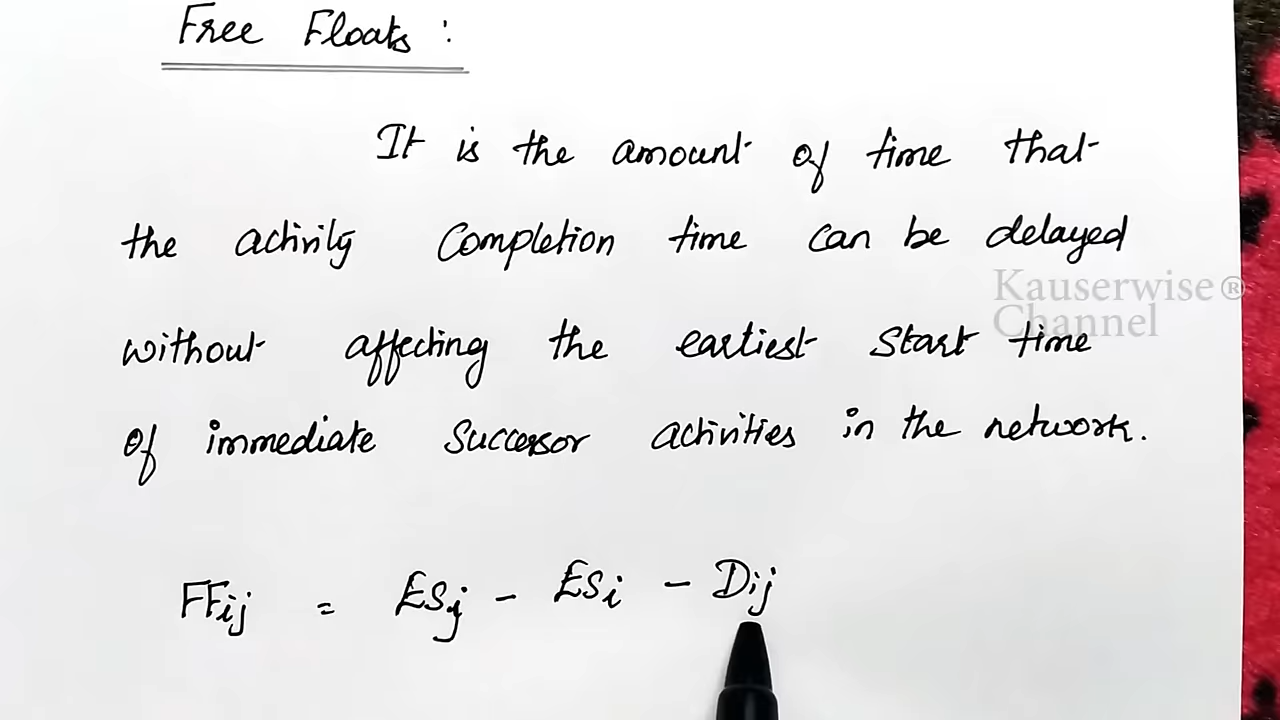 Free Floats :
It is the amount of time that
the activity completion time can be delayed
Kauserwise®
Channel
without affecting the earliest start time
of immediate successor activities in the network.
FFij = ESj - ESi - Dij